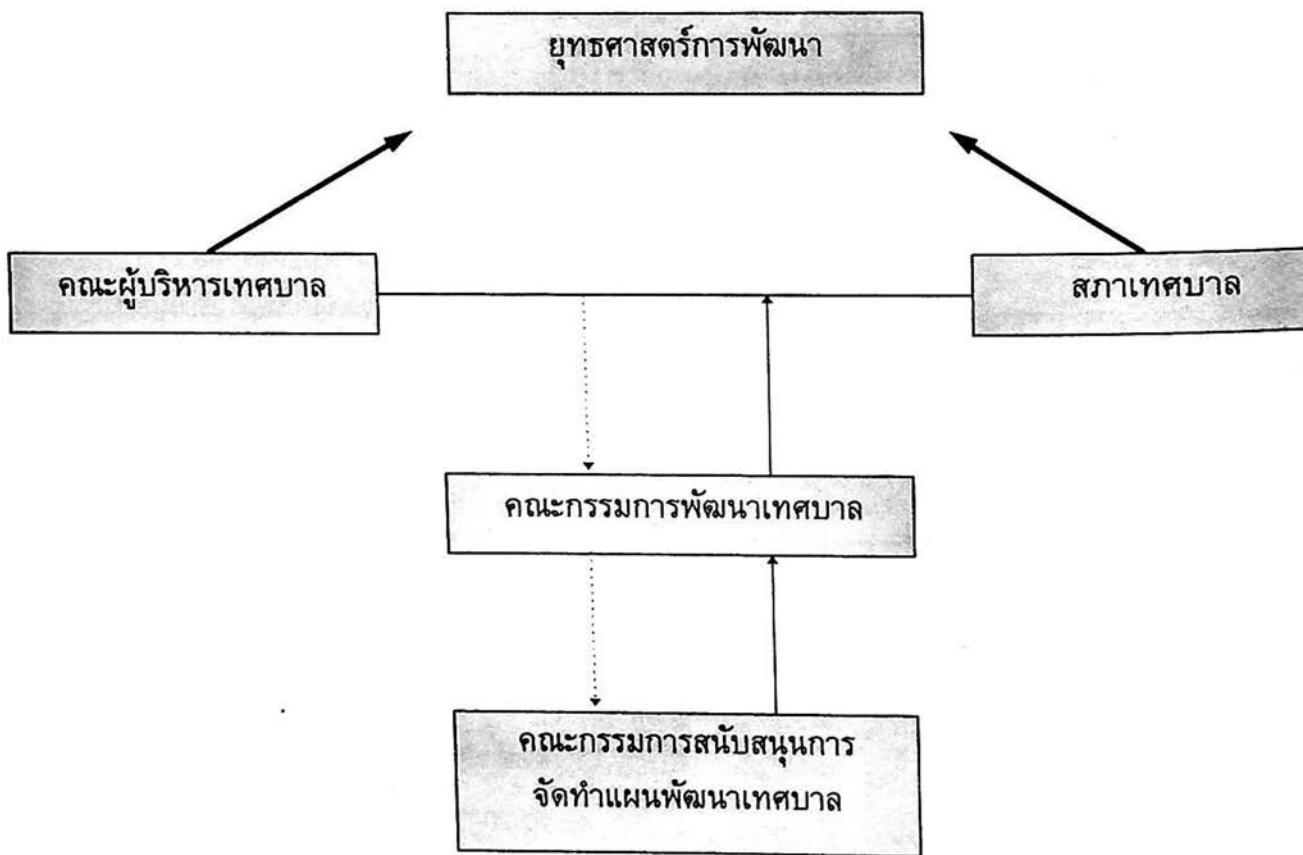 ยุทธศาสตร์การพัฒนา
คณะผู้บริหารเทศบาล
สภาเทศบาล
คณะกรรมการพัฒนาเทศบาล
คณะกรรมการสนับสนุนการ
จัดทำแผนพัฒนาเทศบาล